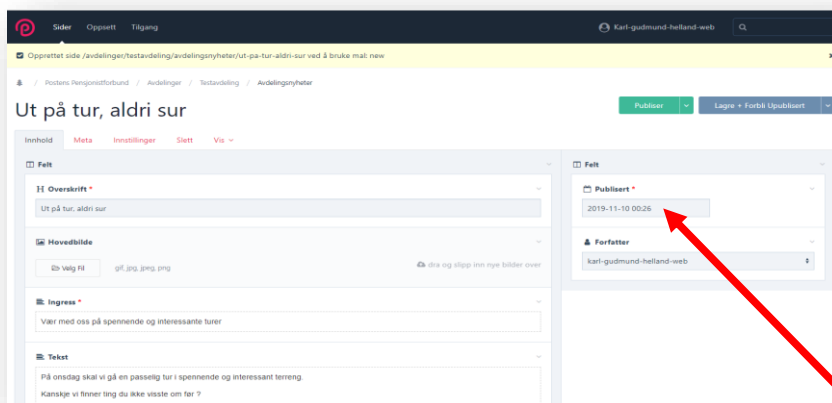 Sider Oppsett Tilgang Karl-gudmund-helland-web
Opprettet side /avdelinger/testavdeling/avdelingsnyheter/ut-pa-tur-aldri-sur ved å bruke mal: new
/ Postens Pensjonistforbund / Avdelinger / Testavdeling / Avdelingsnyheter
Ut på tur, aldri sur
Publiser Lagre + Forbli Upublisert
Innhold Meta Innstillinger Slett Vis
Felt
Overskrift *
Ut på tur, aldri sur
Hovedbilde
Velg Fil gif, jpg, jpeg, png dra og slipp inn nye bilder over
Ingress *
Vær med oss på spennende og interessante turer
Tekst
På onsdag skal vi gå en passelig tur i spennende og interessant terreng.
Kanskje vi finner ting du ikke visste om før ?
Felt
Publisert *
2019-11-10 00:26
Forfatter
karl-gudmund-helland-web